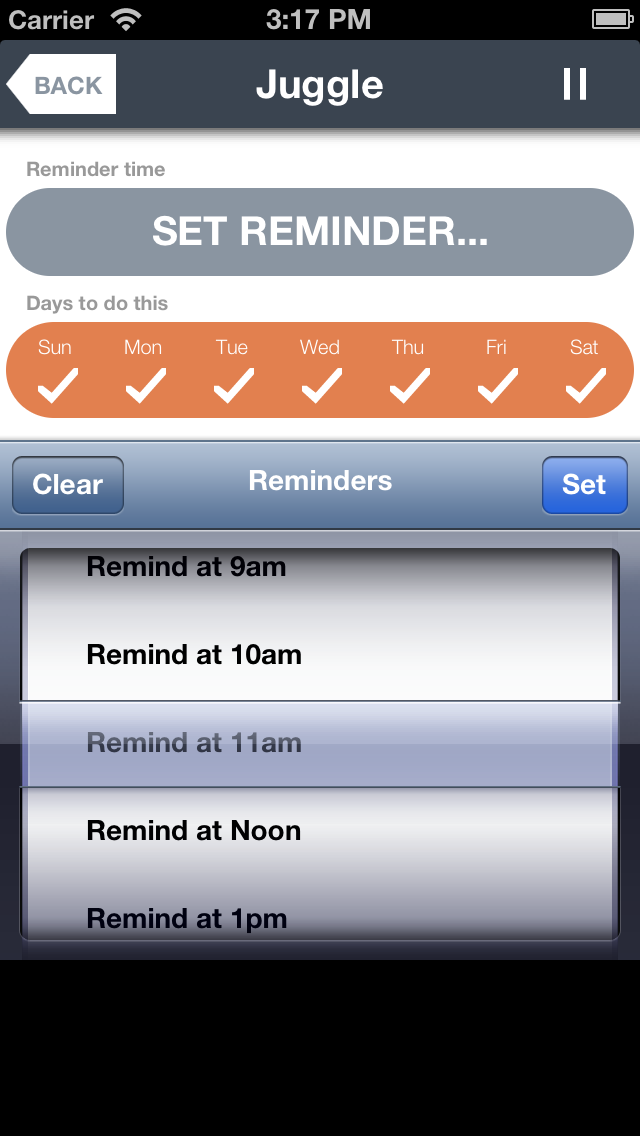 Carrier 3:17 PM
BACK Juggle
Reminder time
SET REMINDER...
Days to do this
Sun Mon Tue Wed Thu Fri Sat
Clear Reminders Set
Remind at 9am
Remind at 10am
Remind at 11am
Remind at Noon
Remind at 1pm